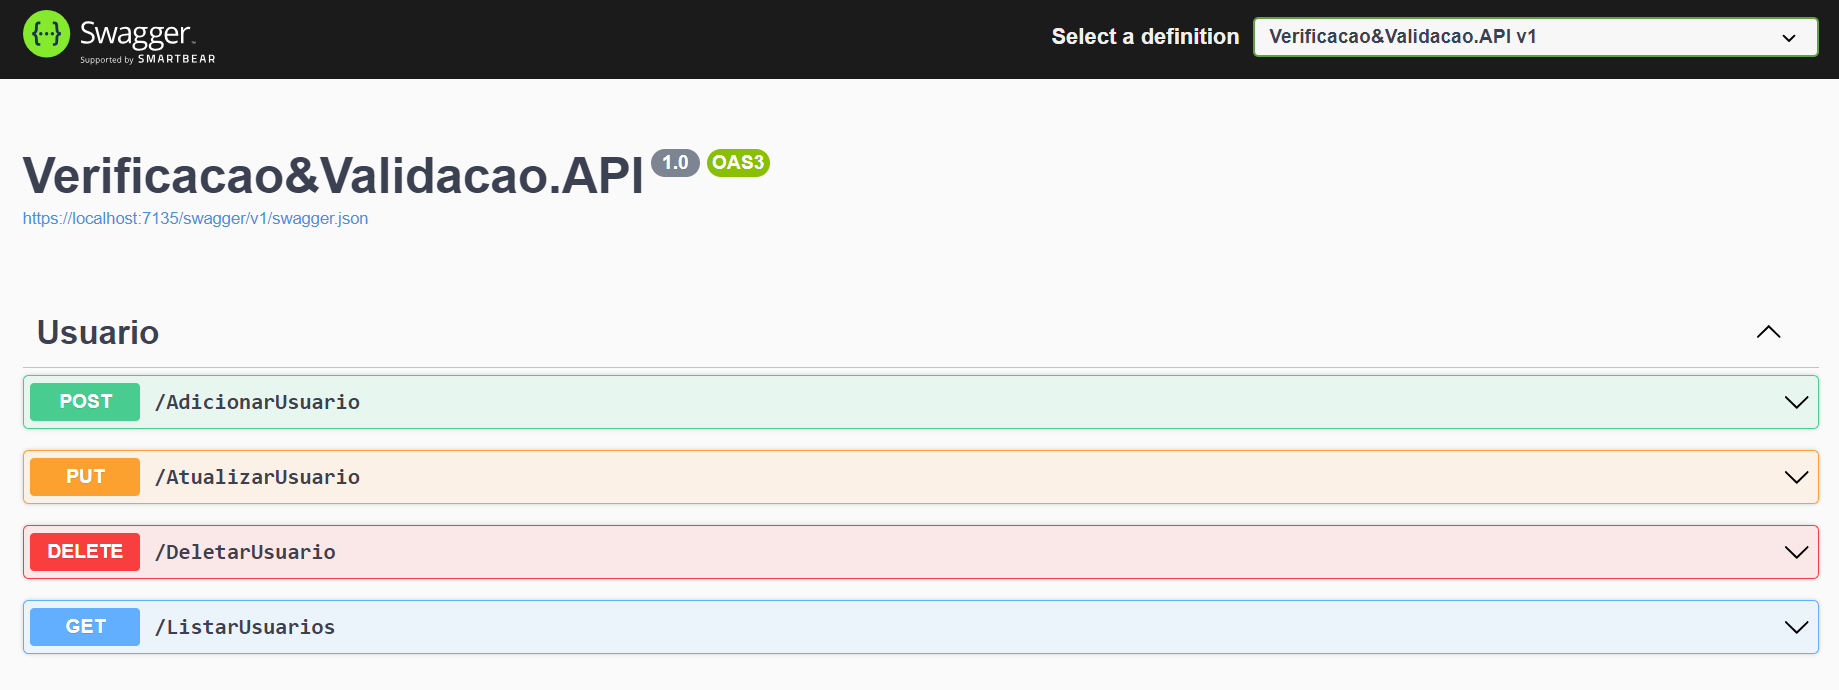 {···} Swagger™
Supported by SMARTBEAR
Select a definition
Verificacao&Validacao.API v1
Verificacao&Validacao.API 1.0 OAS3
https://localhost:7135/swagger/v1/swagger.json
Usuario
POST /AdicionarUsuario
PUT /AtualizarUsuario
DELETE /DeletarUsuario
GET /ListarUsuarios